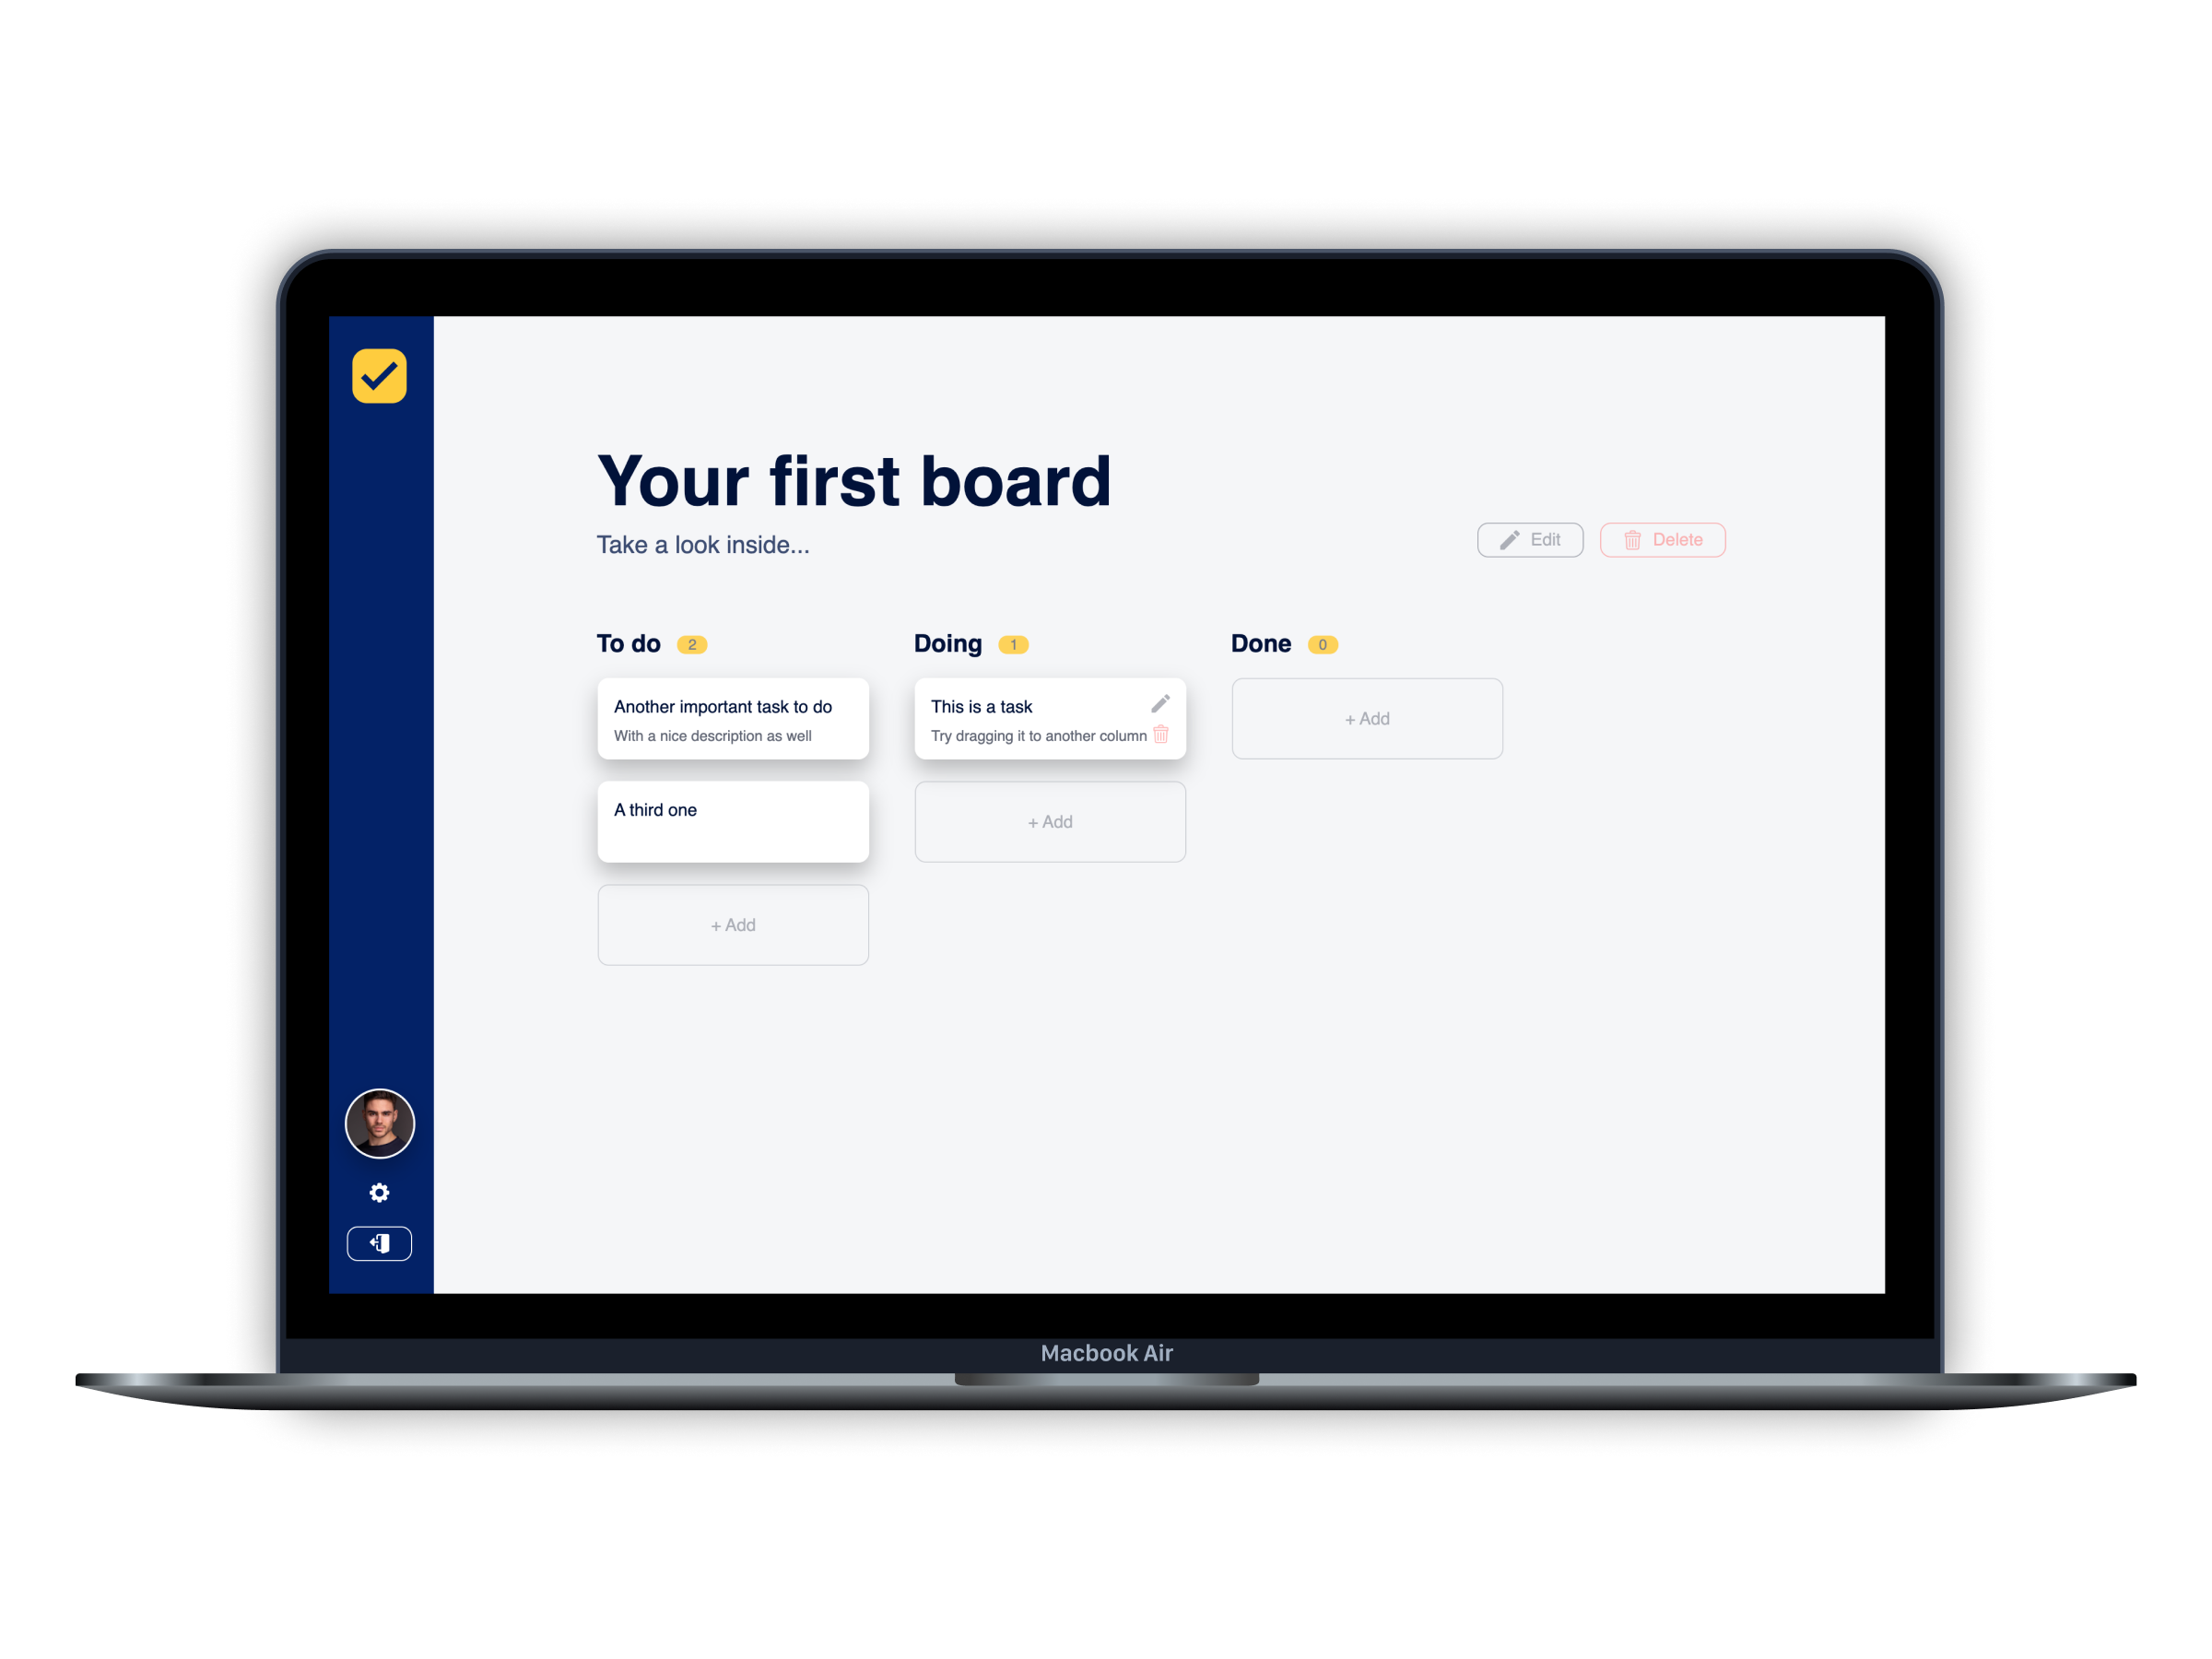 Your first board
Take a look inside...
Edit
Delete
To do 2
Another important task to do
With a nice description as well
A third one
+ Add
Doing 1
This is a task
Try dragging it to another column
+ Add
Done 0
+ Add
Macbook Air